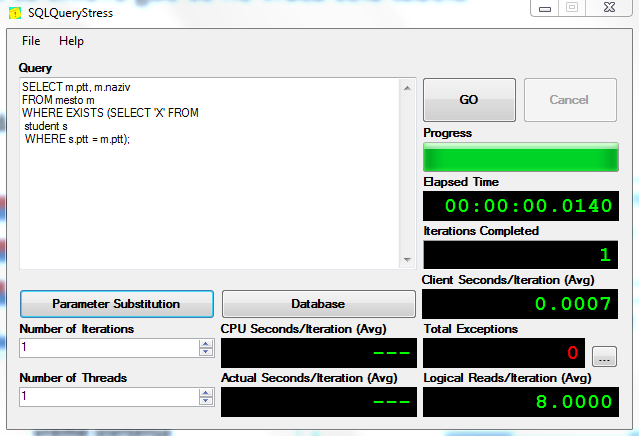 SQLQueryStress
File Help
Query
SELECT m.ptt, m.naziv
FROM mesto m
WHERE EXISTS (SELECT 'X' FROM
student s
WHERE s.ptt = m.ptt);
GO
Cancel
Progress
Elapsed Time
00:00:00.0140
Iterations Completed
1
Client Seconds/Iteration (Avg)
0.0007
Parameter Substitution
Database
Number of Iterations
1
CPU Seconds/Iteration (Avg)
---
Total Exceptions
0
...
Number of Threads
1
Actual Seconds/Iteration (Avg)
---
Logical Reads/Iteration (Avg)
8.0000